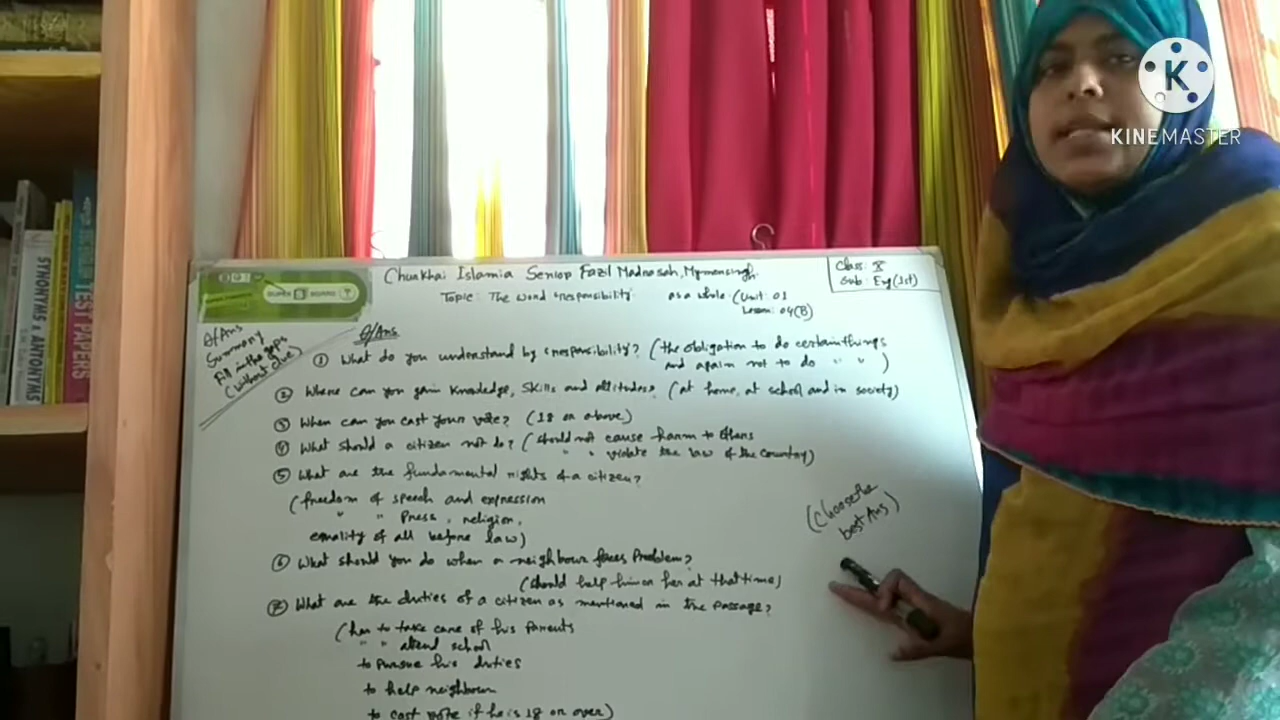 KINEMASTER
SYNONYMS & ANTONYMS
TEST PAPERS
SUPER BOARD
Chunkhai Islamia Senior Fazil Madrasah, Mymensingh.
Class: X
Sub: Eng (1st)
Topic: The word 'responsibility' as a whole (Unit: 01
Lesson: 04(B)
Q/Ans
Summary
Fill in the gaps
(without clue)
Q/Ans
① What do you understand by 'responsibility'? (the obligation to do certain things
and again not to do " " )
② Where can you gain knowledge, skills and attitudes? (at home, at school and in society)
③ When can you cast your vote? (18 or above)
④ What should a citizen not do? (should not cause harm to others
" " violate the law of the country)
⑤ What are the fundamental rights of a citizen?
(freedom of speech and expression
" " Press, religion,
equality of all before law)
⑥ What should you do when a neighbour faces problem?
(should help him or her at that time)
⑦ What are the duties of a citizen as mentioned in the passage?
(has to take care of his parents
" " attend school
to pursue his duties
to help neighbour
to cast vote if he is 18 or over)
(Choose the
best Ans)